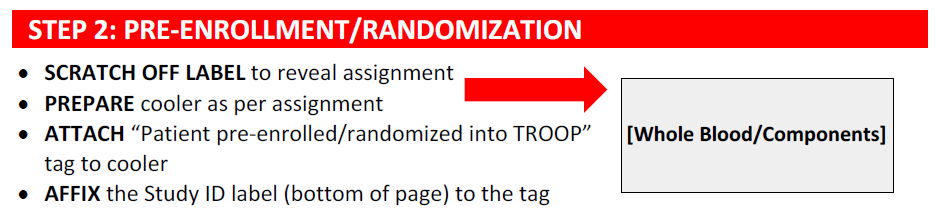 STEP 2: PRE-ENROLLMENT/RANDOMIZATION
• SCRATCH OFF LABEL to reveal assignment
• PREPARE cooler as per assignment
• ATTACH “Patient pre-enrolled/randomized into TROOP”
tag to cooler
• AFFIX the Study ID label (bottom of page) to the tag
[Whole Blood/Components]